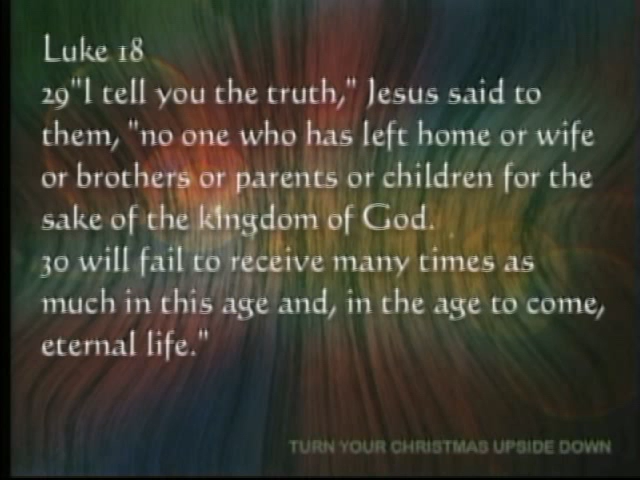 Luke 18
29"I tell you the truth," Jesus said to
them, "no one who has left home or wife
or brothers or parents or children for the
sake of the kingdom of God.
30 will fail to receive many times as
much in this age and, in the age to come,
eternal life."
TURN YOUR CHRISTMAS UPSIDE DOWN